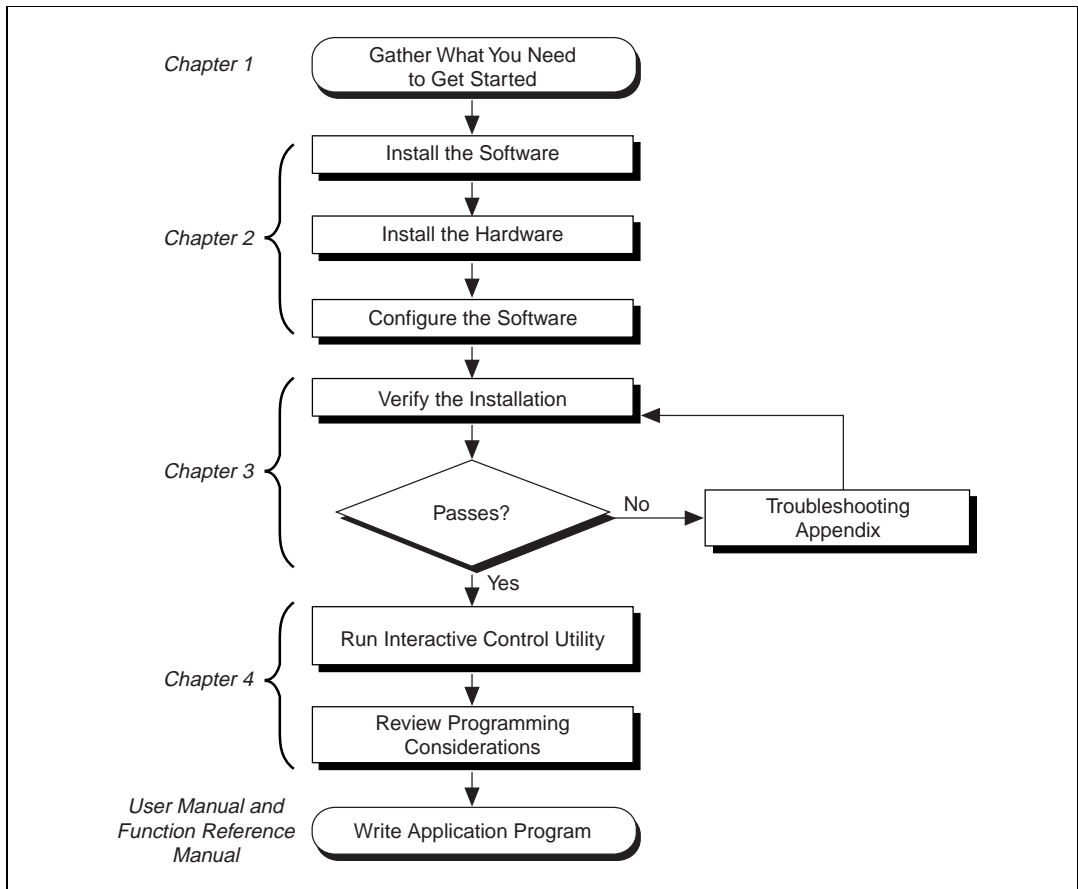 Chapter 1
Gather What You Need
to Get Started
Install the Software
Chapter 2
Install the Hardware
Configure the Software
Verify the Installation
Chapter 3
Passes?
No
Troubleshooting
Appendix
Yes
Run Interactive Control Utility
Chapter 4
Review Programming
Considerations
User Manual and
Function Reference
Manual
Write Application Program